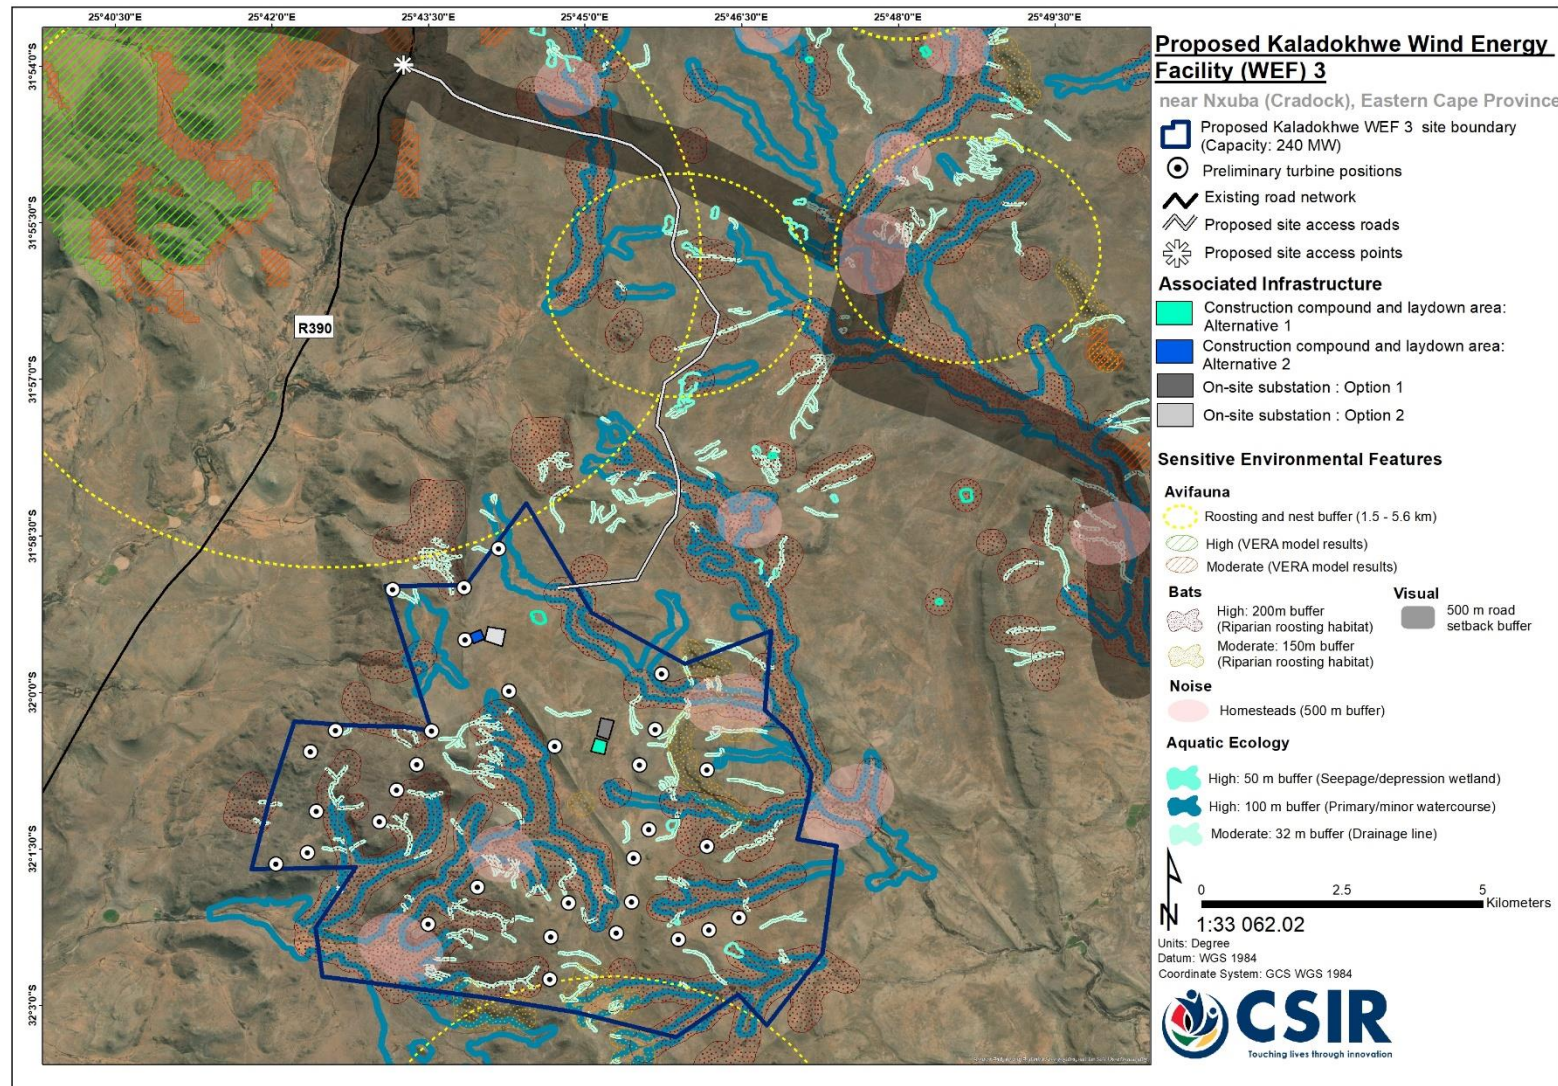 25°40'30"E 25°42'0"E 25°43'30"E 25°45'0"E 25°46'30"E 25°48'0"E 25°49'30"E
31°54'0"S
31°55'30"S
31°57'0"S
31°58'30"S
32°0'0"S
32°1'30"S
32°3'0"S
R390
Proposed Kaladokhwe Wind Energy
Facility (WEF) 3
near Nxuba (Cradock), Eastern Cape Province
Proposed Kaladokhwe WEF 3 site boundary
(Capacity: 240 MW)
Preliminary turbine positions
Existing road network
Proposed site access roads
Proposed site access points
Associated Infrastructure
Construction compound and laydown area:
Alternative 1
Construction compound and laydown area:
Alternative 2
On-site substation : Option 1
On-site substation : Option 2
Sensitive Environmental Features
Avifauna
Roosting and nest buffer (1.5 - 5.6 km)
High (VERA model results)
Moderate (VERA model results)
Bats
High: 200m buffer
(Riparian roosting habitat)
Moderate: 150m buffer
(Riparian roosting habitat)
Visual
500 m road
setback buffer
Noise
Homesteads (500 m buffer)
Aquatic Ecology
High: 50 m buffer (Seepage/depression wetland)
High: 100 m buffer (Primary/minor watercourse)
Moderate: 32 m buffer (Drainage line)
N
0 2.5 5
Kilometers
1:33 062.02
Units: Degree
Datum: WGS 1984
Coordinate System: GCS WGS 1984
CSIR
Touching lives through innovation